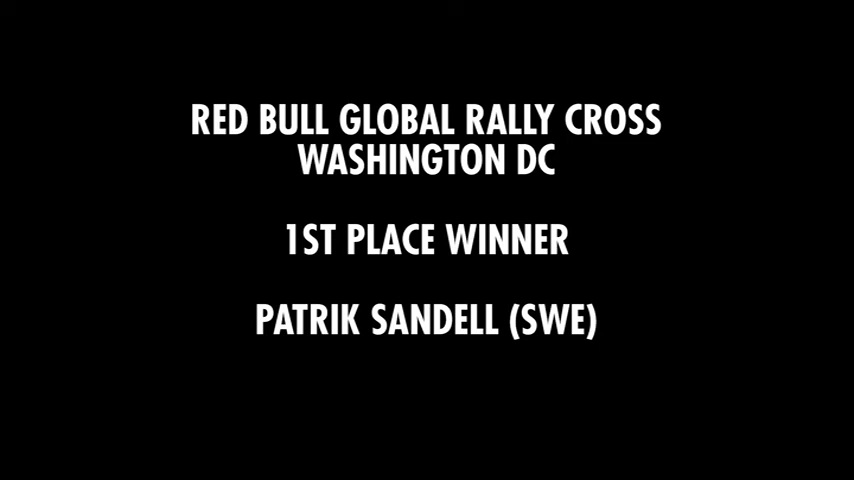 RED BULL GLOBAL RALLY CROSS
WASHINGTON DC
1ST PLACE WINNER
PATRIK SANDELL (SWE)